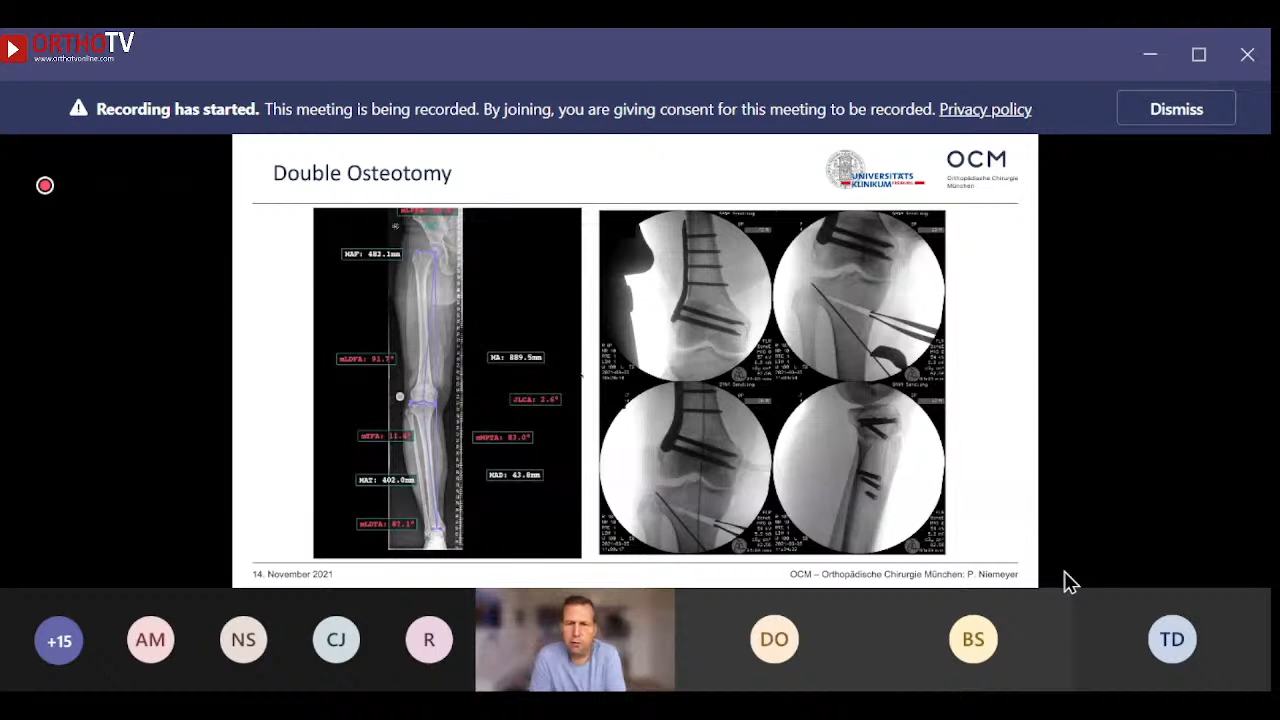 ORTHOTV
www.orthotvonline.com
Recording has started. This meeting is being recorded. By joining, you are giving consent for this meeting to be recorded. Privacy policy
Dismiss
Double Osteotomy
UNIVERSITÄTS
KLINIKUM FREIBURG
OCM
Orthopädische Chirurgie
München
MAF: 483.1mm
mLDFA: 91.7°
MA: 889.5mm
JLCA: 2.6°
mTFA: 11.6°
mMPTA: 83.0°
MAT: 402.0mm
MAD: 43.8mm
mLDTA: 87.1°
14. November 2021
OCM – Orthopädische Chirurgie München: P. Niemeyer
+15
AM
NS
CJ
R
DO
BS
TD